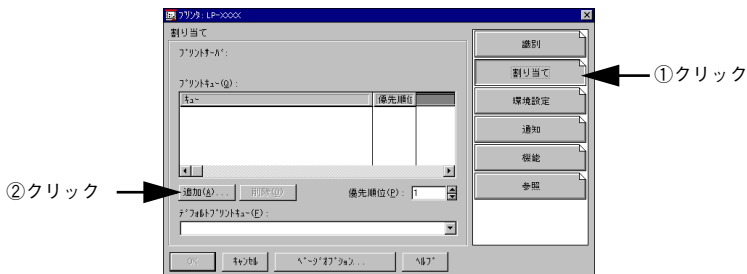 ﾌﾟﾘﾝﾀ: LP-XXXX
割り当て
ﾌﾟﾘﾝﾄｻｰﾊﾞ:
ﾌﾟﾘﾝﾄｷｭｰ(Q):
ｷｭｰ 優先順位
追加(A)... 削除(D) 優先順位(P): 1
ﾃﾞﾌｫﾙﾄﾌﾟﾘﾝﾄｷｭｰ(F):
OK ｷｬﾝｾﾙ ﾍﾟｰｼﾞｵﾌﾟｼｮﾝ... ﾍﾙﾌﾟ
識別
割り当て
環境設定
通知
機能
参照
①クリック
②クリック